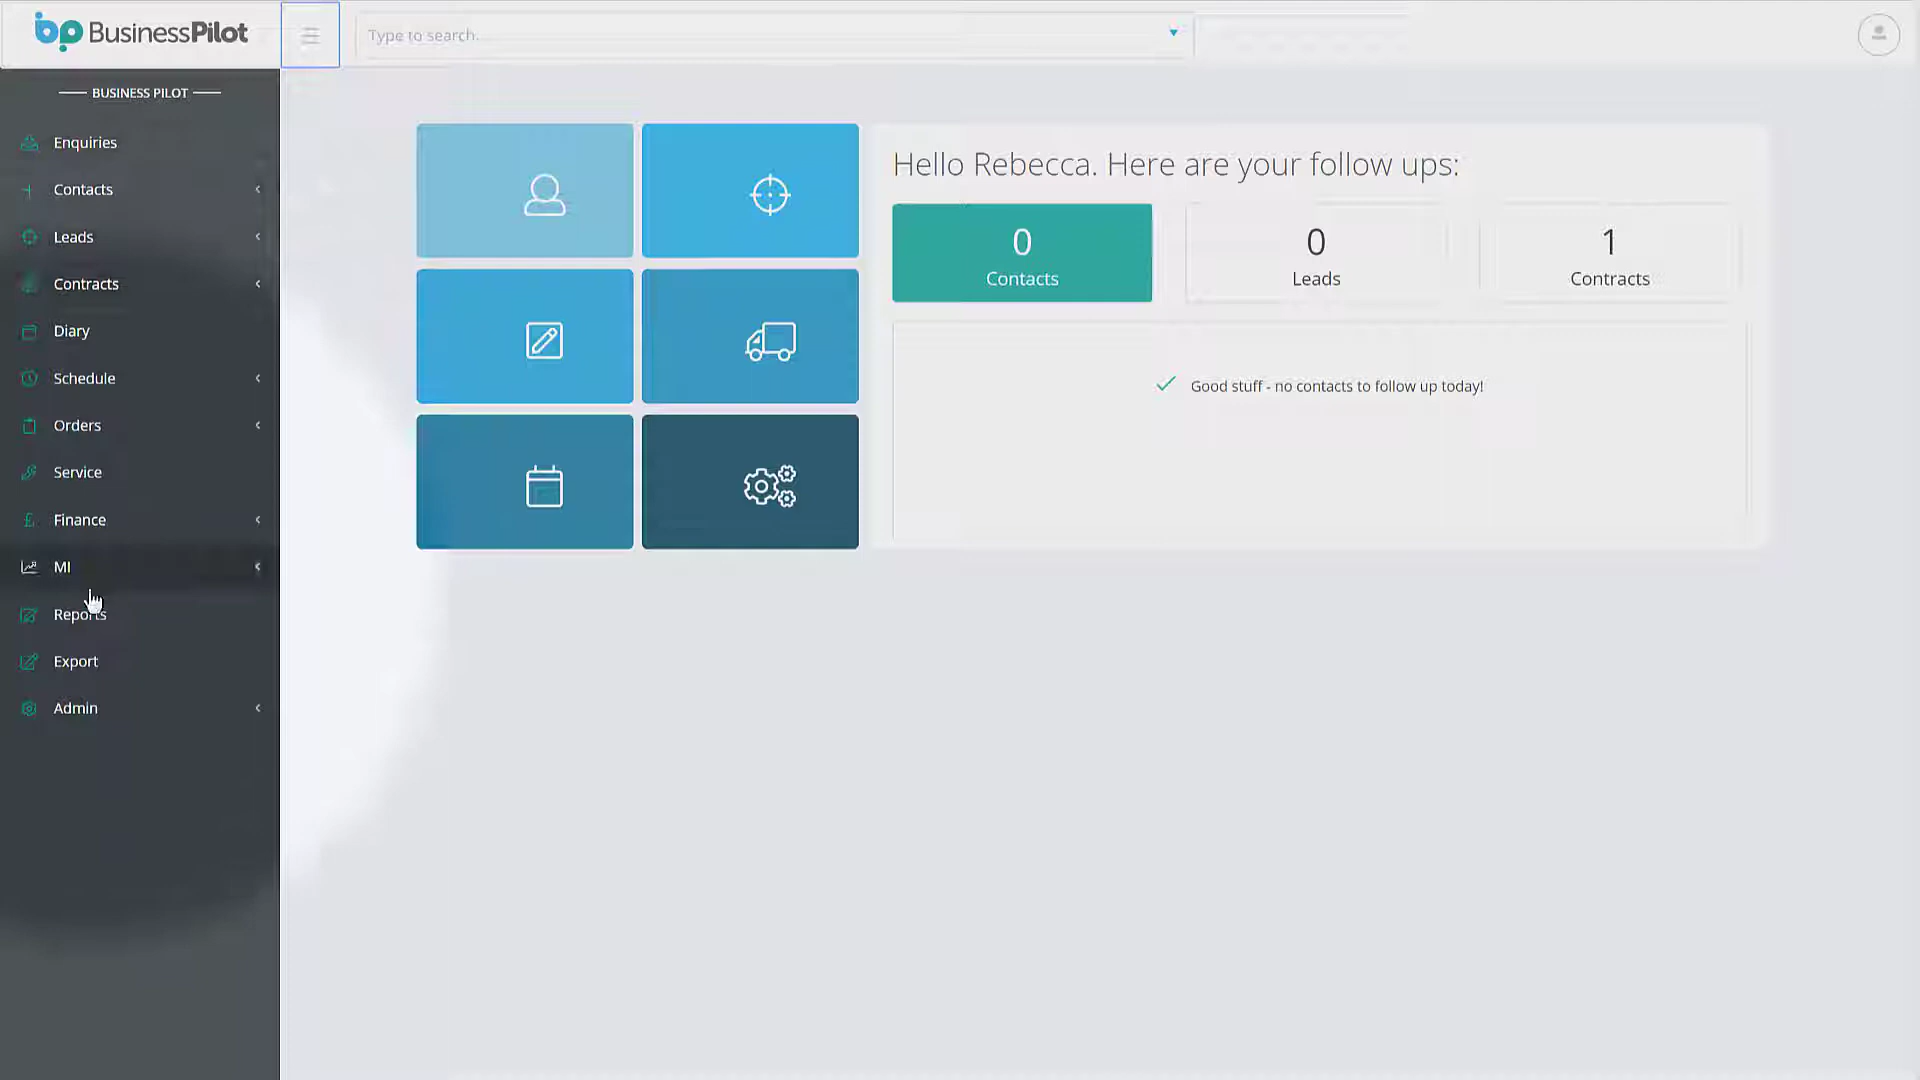 bp BusinessPilot
Type to search...
BUSINESS PILOT
Enquiries
Contacts
Leads
Contracts
Diary
Schedule
Orders
Service
Finance
MI
Reports
Export
Admin
Hello Rebecca. Here are your follow ups:
0
Contacts
0
Leads
1
Contracts
Good stuff - no contacts to follow up today!